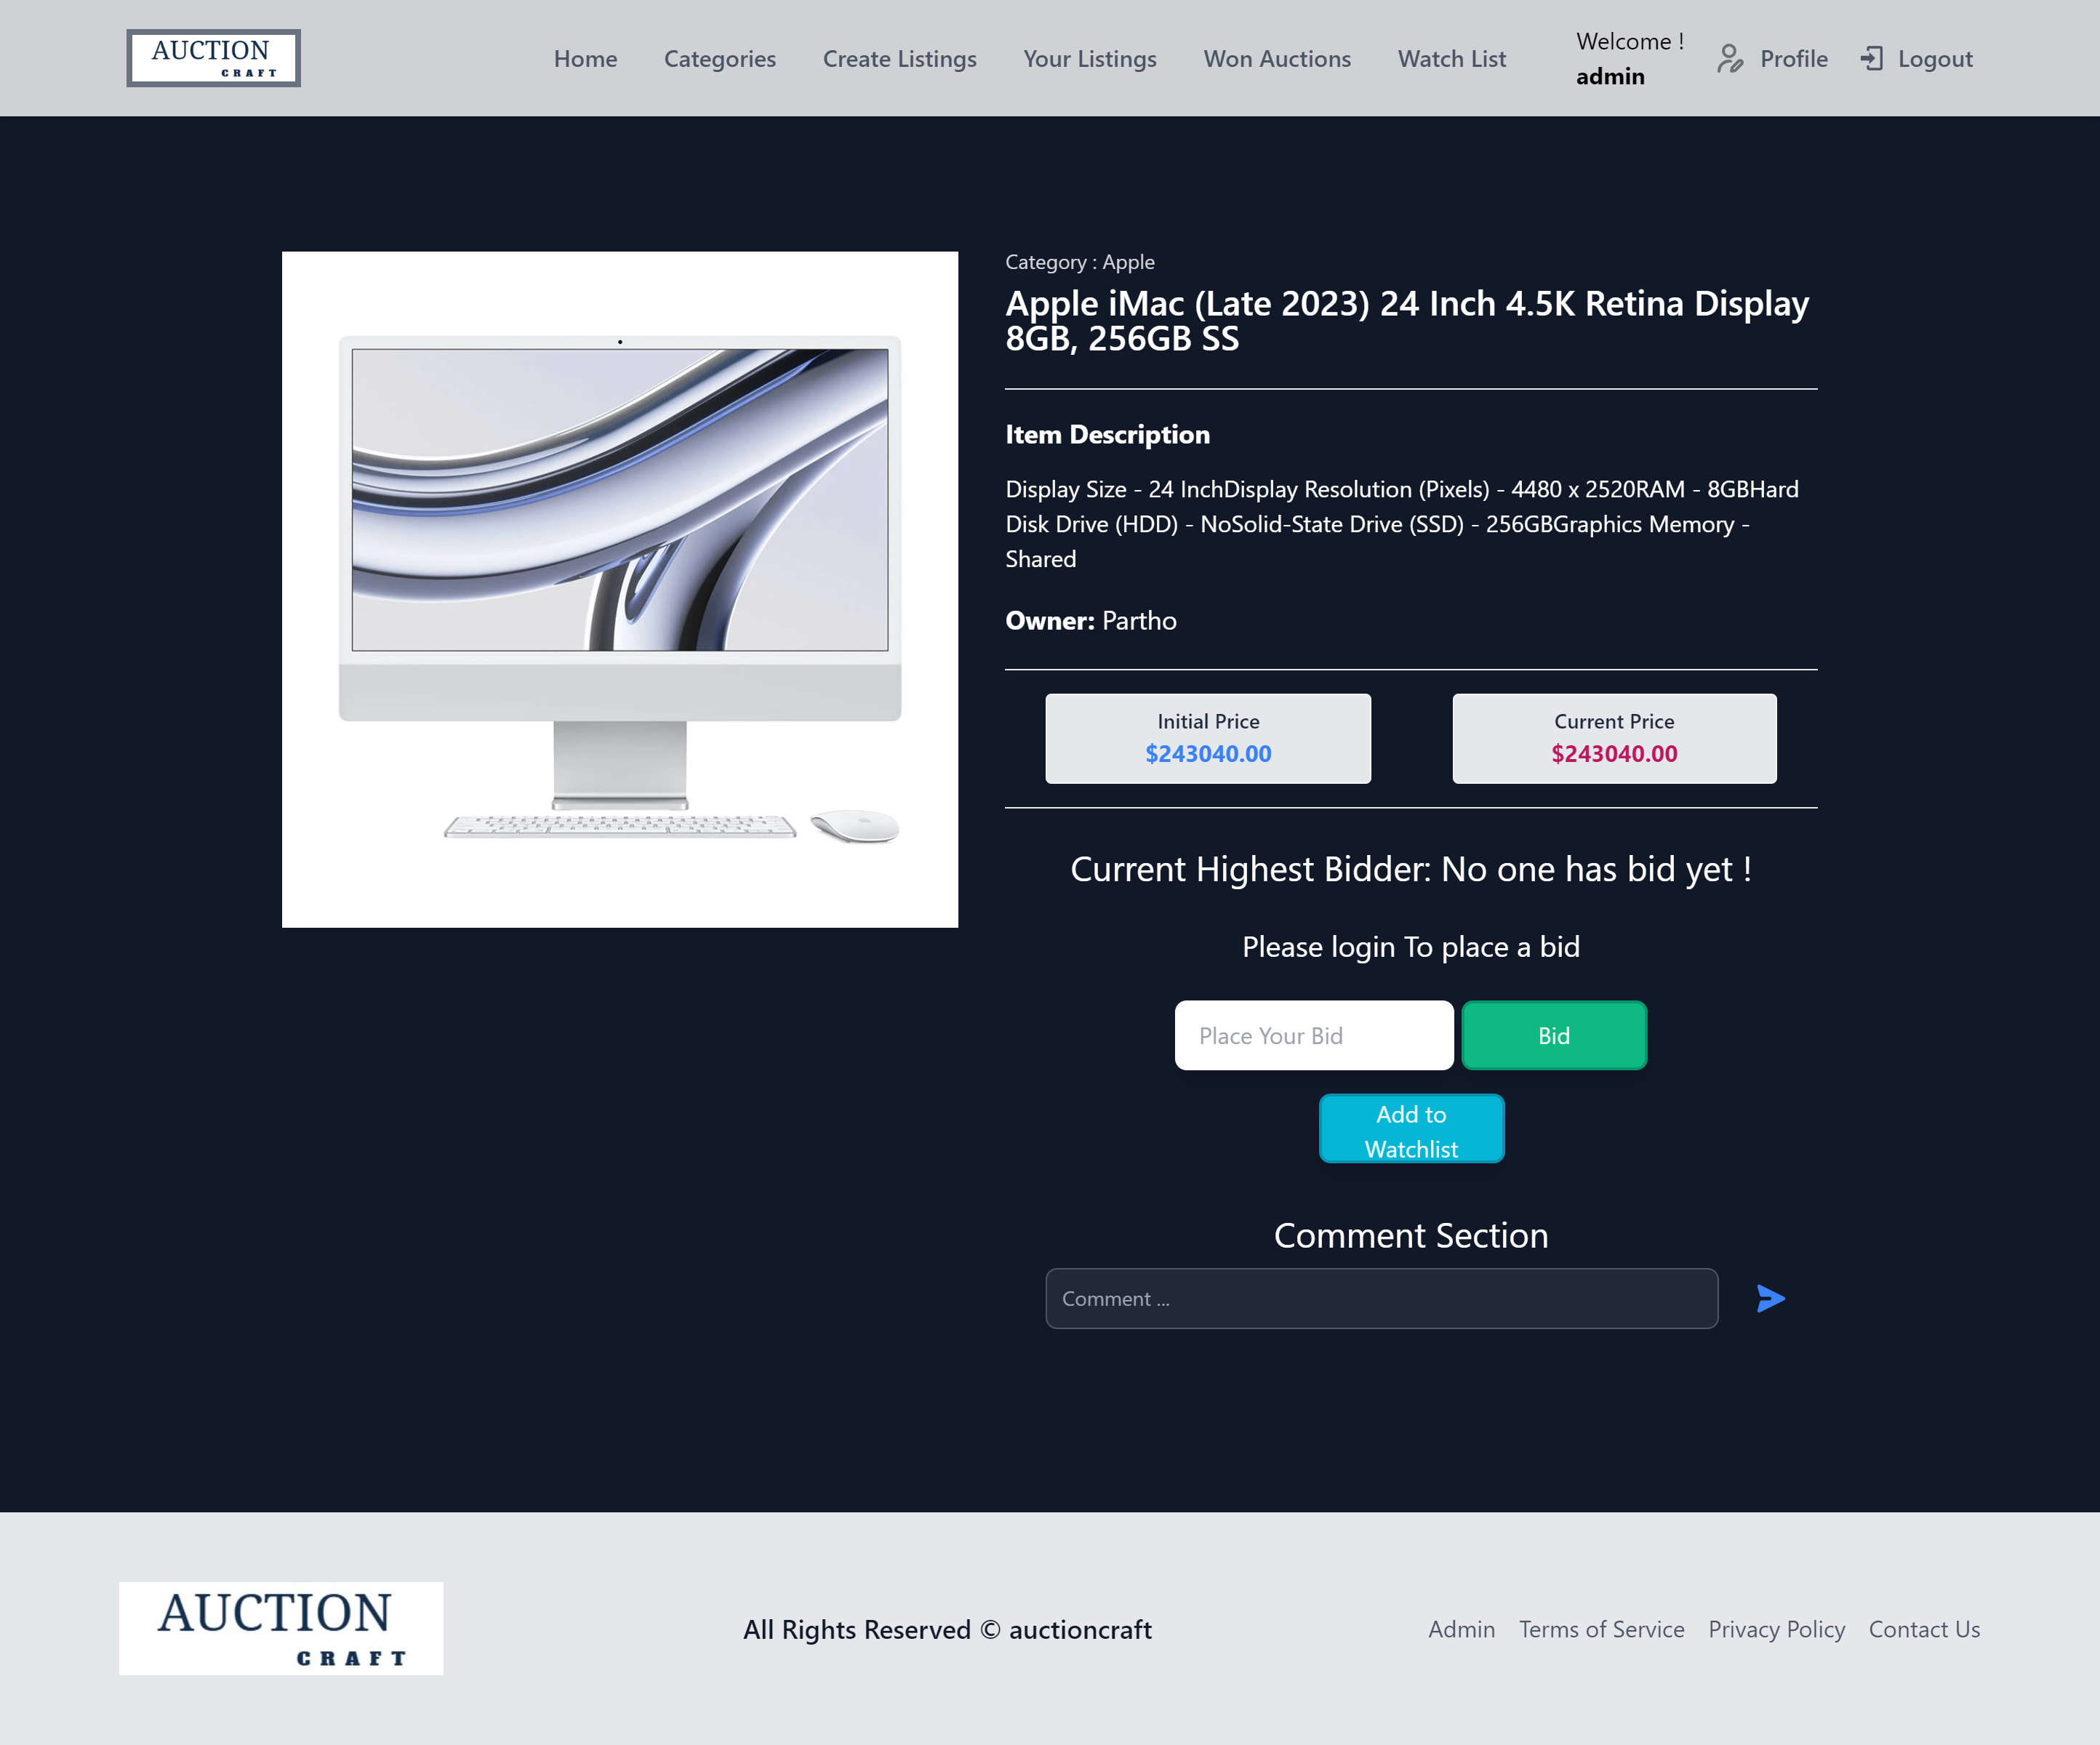 AUCTION
CRAFT
Home Categories Create Listings Your Listings Won Auctions Watch List
Welcome !
admin
Profile Logout
Category : Apple
Apple iMac (Late 2023) 24 Inch 4.5K Retina Display
8GB, 256GB SS
Item Description
Display Size - 24 InchDisplay Resolution (Pixels) - 4480 x 2520RAM - 8GBHard
Disk Drive (HDD) - NoSolid-State Drive (SSD) - 256GBGraphics Memory -
Shared
Owner: Partho
Initial Price
$243040.00
Current Price
$243040.00
Current Highest Bidder: No one has bid yet !
Please login To place a bid
Place Your Bid
Bid
Add to
Watchlist
Comment Section
Comment ...
AUCTION
CRAFT
All Rights Reserved © auctioncraft
Admin Terms of Service Privacy Policy Contact Us